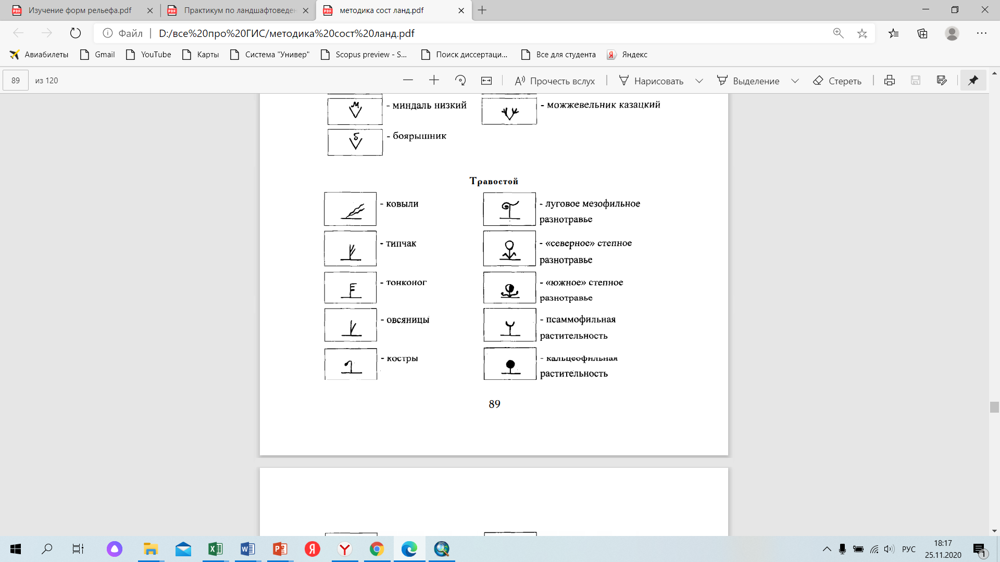 Изучение форм рельефа.pdf
Практикум по ландшафтоведен
методика сост ланд.pdf
Файл
D:/все%20про%20ГИС/методика%20сост%20ланд.pdf
Авиабилеты
Gmail
YouTube
Карты
Система "Универ"
Scopus preview - S...
Поиск диссертаци...
Все для студента
Яндекс
89 из 120
Прочесть вслух
Нарисовать
Выделение
Стереть
м
- миндаль низкий
- можжевельник казацкий
б
- боярышник
Травостой
- ковыли
- луговое мезофильное
разнотравье
- типчак
- «северное» степное
разнотравье
- тонконог
- «южное» степное
разнотравье
- овсяницы
- псаммофильная
растительность
- костры
- кальцеофильная
растительность
89
РУС
18:17
25.11.2020
1